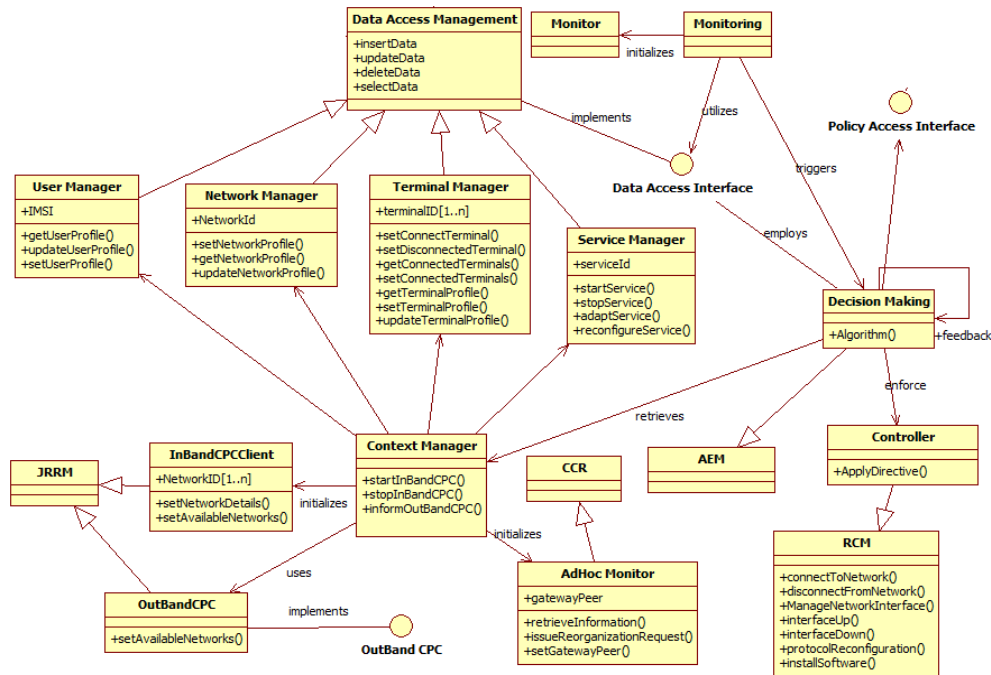 Data Access Management
+insertData
+updateData
+deleteData
+selectData
Monitor
Monitoring
initializes
implements
utilizes
Policy Access Interface
triggers
Data Access Interface
employs
User Manager
+IMSI
+getUserProfile()
+updateUserProfile()
+setUserProfile()
Network Manager
+NetworkId
+setNetworkProfile()
+getNetworkProfile()
+updateNetworkProfile()
Terminal Manager
+terminalID[1..n]
+setConnectTerminal()
+setDisconnectedTerminal()
+getConnectedTerminals()
+setConnectedTerminals()
+getTerminalProfile()
+setTerminalProfile()
+updateTerminalProfile()
Service Manager
+serviceId
+startService()
+stopService()
+adaptService()
+reconfigureService()
Decision Making
+Algorithm()
+feedback
enforce
retrieves
JRRM
InBandCPCClient
+NetworkID[1..n]
+setNetworkDetails()
+setAvailableNetworks()
initializes
Context Manager
+startInBandCPC()
+stopInBandCPC()
+informOutBandCPC()
initializes
CCR
AEM
Controller
+ApplyDirective()
uses
OutBandCPC
+setAvailableNetworks()
implements
OutBand CPC
AdHoc Monitor
+gatewayPeer
+retrieveInformation()
+issueReorganizationRequest()
+setGatewayPeer()
RCM
+connectToNetwork()
+disconnectFromNetwork()
+ManageNetworkInterface()
+interfaceUp()
+interfaceDown()
+protocolReconfiguration()
+installSoftware()